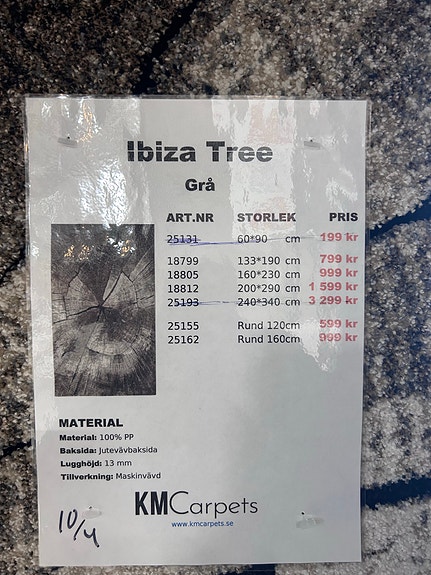 Ibiza Tree
Grå
ART.NR STORLEK PRIS
25131 60*90 cm 199 kr
18799 133*190 cm 799 kr
18805 160*230 cm 999 kr
18812 200*290 cm 1 599 kr
25193 240*340 cm 3 299 kr
25155 Rund 120cm 599 kr
25162 Rund 160cm 999 kr
MATERIAL
Material: 100% PP
Baksida: Jutevävbaksida
Lugghöjd: 13 mm
Tillverkning: Maskinvävd
KMCarpets
www.kmcarpets.se
10/4